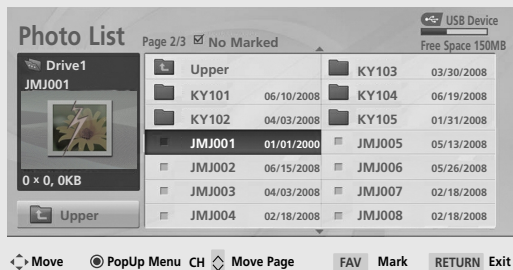 USB Device
Photo List Page 2/3 No Marked Free Space 150MB
Drive1
JMJ001
0 × 0, 0KB
Upper
Upper
KY101 06/10/2008
KY102 04/03/2008
JMJ001 01/01/2000
JMJ002 06/15/2008
JMJ003 04/03/2008
JMJ004 02/18/2008
KY103 03/30/2008
KY104 06/19/2008
KY105 01/31/2008
JMJ005 05/13/2008
JMJ006 05/26/2008
JMJ007 02/18/2008
JMJ008 02/18/2008
Move PopUp Menu CH Move Page FAV Mark RETURN Exit